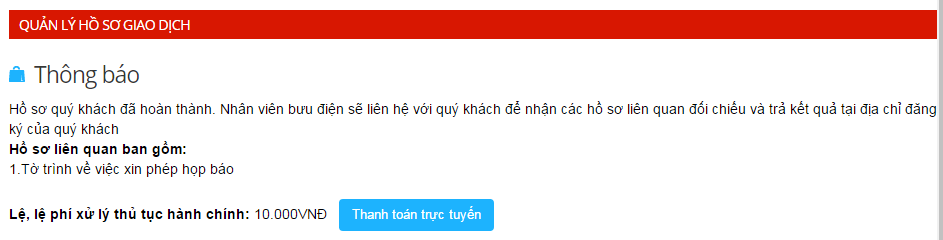 QUẢN LÝ HỒ SƠ GIAO DỊCH
Thông báo
Hồ sơ quý khách đã hoàn thành. Nhân viên bưu điện sẽ liên hệ với quý khách để nhận các hồ sơ liên quan đối chiếu và trả kết quả tại địa chỉ đăng
ký của quý khách
Hồ sơ liên quan ban gồm:
1.Tờ trình về việc xin phép họp báo
Lệ, lệ phí xử lý thủ tục hành chính: 10.000VNĐ Thanh toán trực tuyến